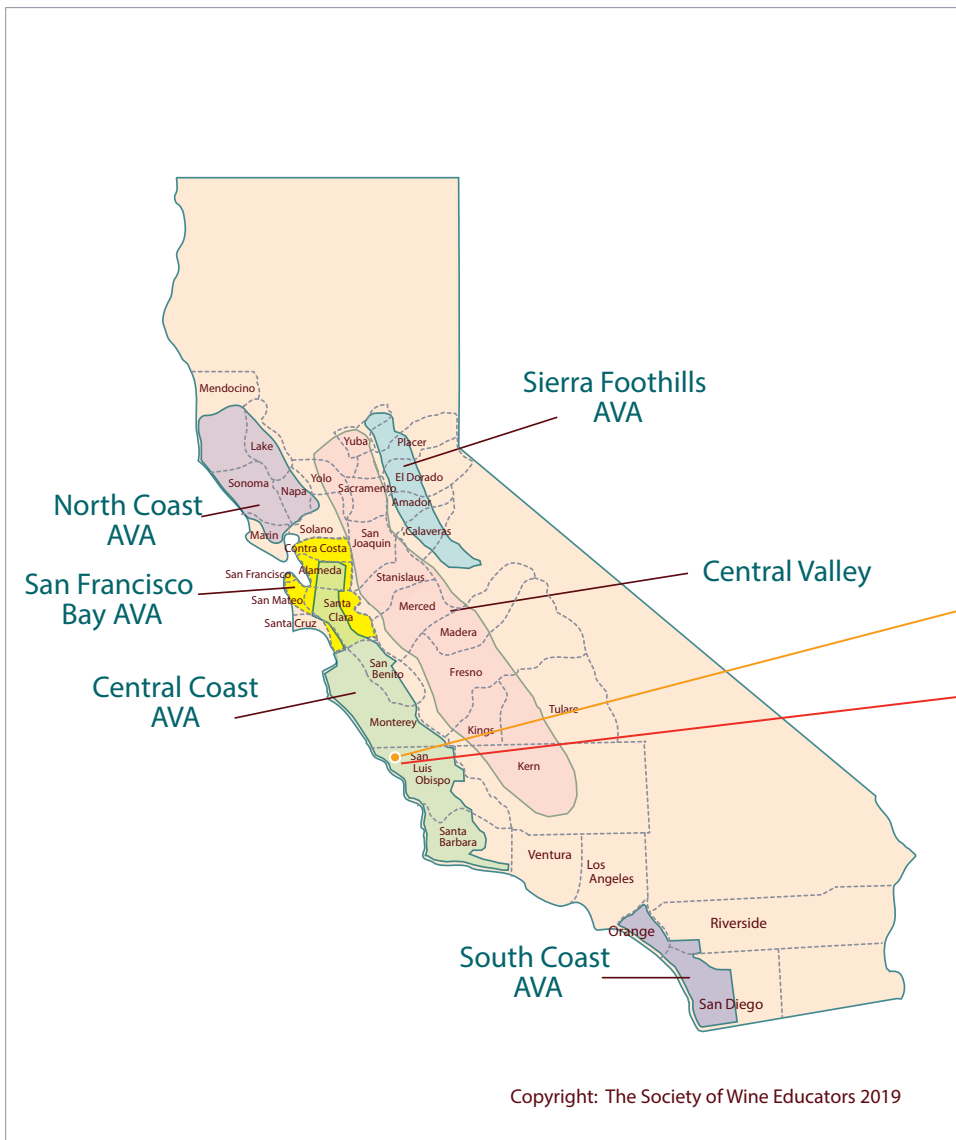 Sierra Foothills
AVA
Mendocino
Lake
Sonoma
Napa
North Coast
AVA
Marin
Yuba
Placer
Yolo
El Dorado
Sacramento
Amador
Solano
San
Joaquin
Calaveras
Contra Costa
Alameda
San Francisco
San Francisco
Bay AVA
San Mateo
Santa
Clara
Santa Cruz
Stanislaus
Merced
Central Valley
Madera
San
Benito
Fresno
Central Coast
AVA
Monterey
Tulare
Kings
San
Luis
Obispo
Kern
Santa
Barbara
Ventura
Los
Angeles
Orange
Riverside
South Coast
AVA
San Diego
Copyright: The Society of Wine Educators 2019